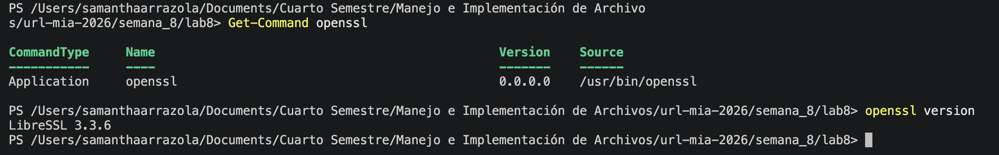 PS /Users/samanthaarrazola/Documents/Cuarto Semestre/Manejo e Implementación de Archivo
s/url-mia-2026/semana_8/lab8> Get-Command openssl
CommandType     Name                                               Version    Source
-----------     ----                                               -------    ------
Application     openssl                                            0.0.0.0    /usr/bin/openssl
PS /Users/samanthaarrazola/Documents/Cuarto Semestre/Manejo e Implementación de Archivos/url-mia-2026/semana_8/lab8> openssl version
LibreSSL 3.3.6
PS /Users/samanthaarrazola/Documents/Cuarto Semestre/Manejo e Implementación de Archivos/url-mia-2026/semana_8/lab8>